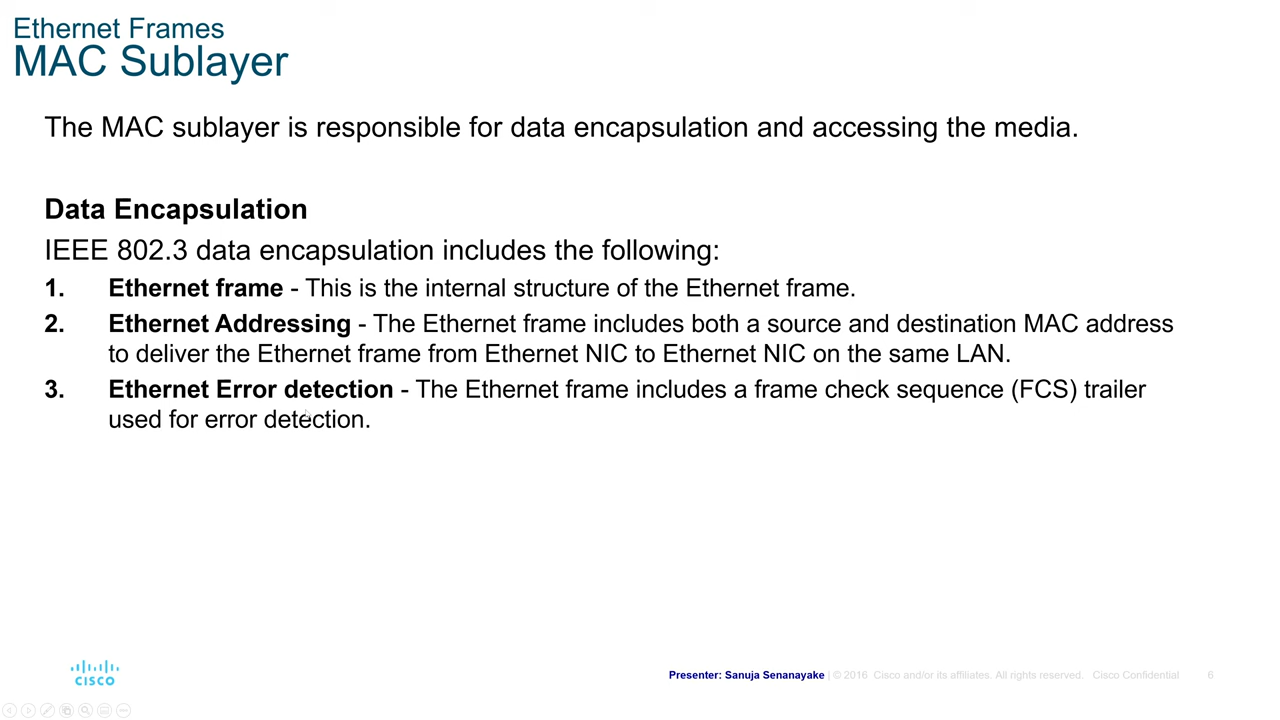 Ethernet Frames
MAC Sublayer
The MAC sublayer is responsible for data encapsulation and accessing the media.
Data Encapsulation
IEEE 802.3 data encapsulation includes the following:
1. Ethernet frame - This is the internal structure of the Ethernet frame.
2. Ethernet Addressing - The Ethernet frame includes both a source and destination MAC address
to deliver the Ethernet frame from Ethernet NIC to Ethernet NIC on the same LAN.
3. Ethernet Error detection - The Ethernet frame includes a frame check sequence (FCS) trailer
used for error detection.
CISCO
Presenter: Sanuja Senanayake | © 2016 Cisco and/or its affiliates. All rights reserved. Cisco Confidential 6